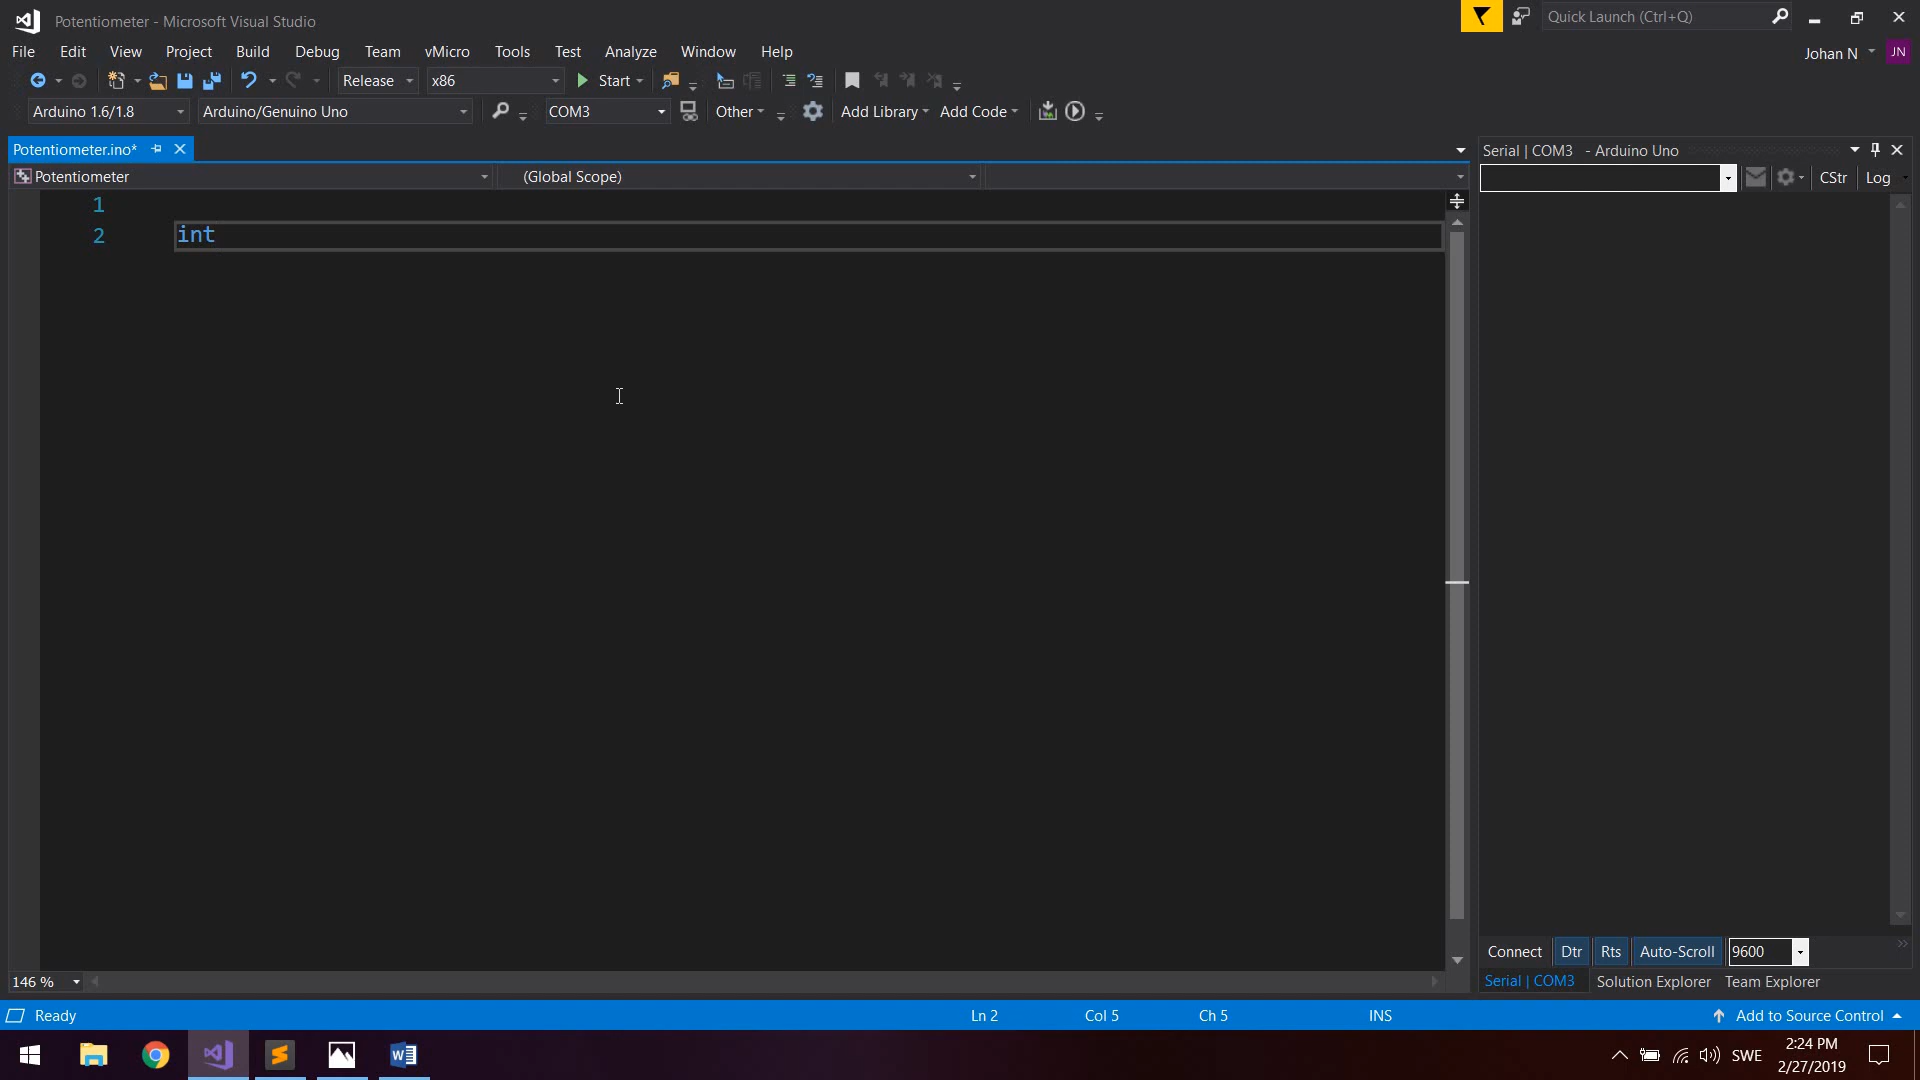 Potentiometer - Microsoft Visual Studio
Quick Launch (Ctrl+Q)
File Edit View Project Build Debug Team vMicro Tools Test Analyze Window Help
Johan N JN
Release x86 Start
Arduino 1.6/1.8 Arduino/Genuino Uno COM3 Other Add Library Add Code
Potentiometer.ino*
Serial | COM3 - Arduino Uno
Potentiometer (Global Scope)
CStr Log
1
2 int
146 %
Connect Dtr Rts Auto-Scroll 9600
Serial | COM3 Solution Explorer Team Explorer
Ready Ln 2 Col 5 Ch 5 INS Add to Source Control
SWE
2:24 PM
2/27/2019